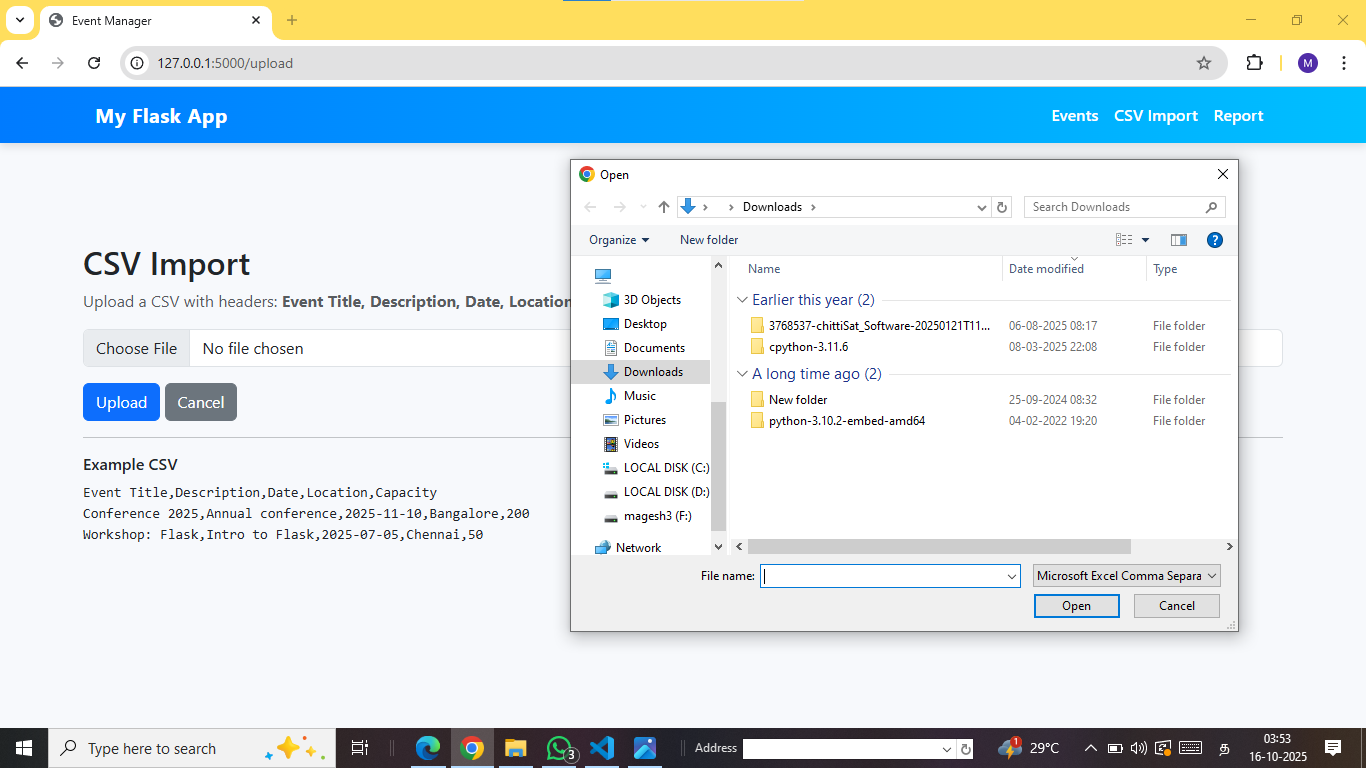 Event Manager
127.0.0.1:5000/upload
M
My Flask App
Events CSV Import Report
CSV Import
Upload a CSV with headers: Event Title, Description, Date, Location
Choose File No file chosen
Upload Cancel
Example CSV
Event Title,Description,Date,Location,Capacity
Conference 2025,Annual conference,2025-11-10,Bangalore,200
Workshop: Flask,Intro to Flask,2025-07-05,Chennai,50
Open
Downloads
Search Downloads
Organize New folder
?
3D Objects
Desktop
Documents
Downloads
Music
Pictures
Videos
LOCAL DISK (C:)
LOCAL DISK (D:)
magesh3 (F:)
Network
Name Date modified Type
Earlier this year (2)
3768537-chittiSat_Software-20250121T11... 06-08-2025 08:17 File folder
cpython-3.11.6 08-03-2025 22:08 File folder
A long time ago (2)
New folder 25-09-2024 08:32 File folder
python-3.10.2-embed-amd64 04-02-2022 19:20 File folder
File name: Microsoft Excel Comma Separa
Open Cancel
Type here to search
3
Address
1
29°C
த
03:53
16-10-2025